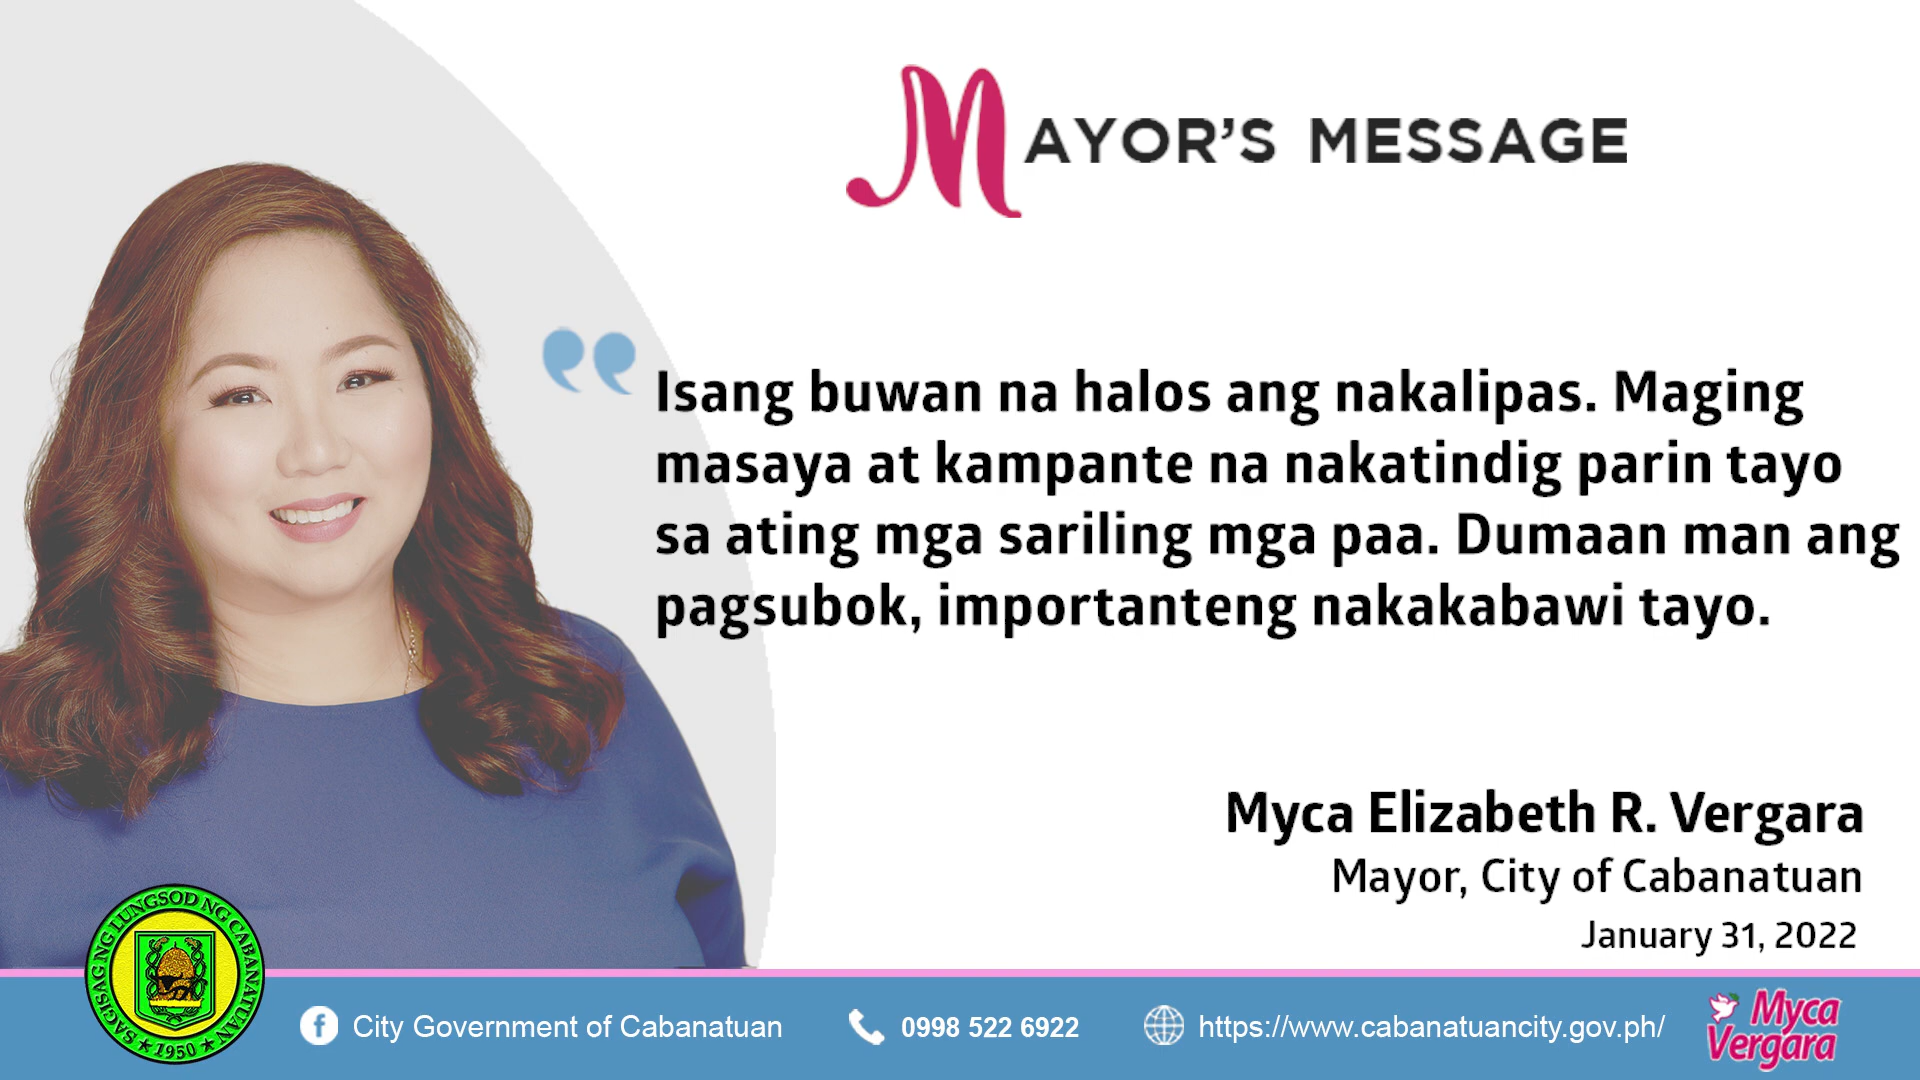 MAYOR'S MESSAGE
Isang buwan na halos ang nakalipas. Maging
masaya at kampante na nakatindig parin tayo
sa ating mga sariling mga paa. Dumaan man ang
pagsubok, importanteng nakakabawi tayo.
Myca Elizabeth R. Vergara
Mayor, City of Cabanatuan
January 31, 2022
SAGISAG NG LUNGSOD NG CABANATUAN
1950
City Government of Cabanatuan
0998 522 6922
https://www.cabanatuancity.gov.ph/
Myca
Vergara